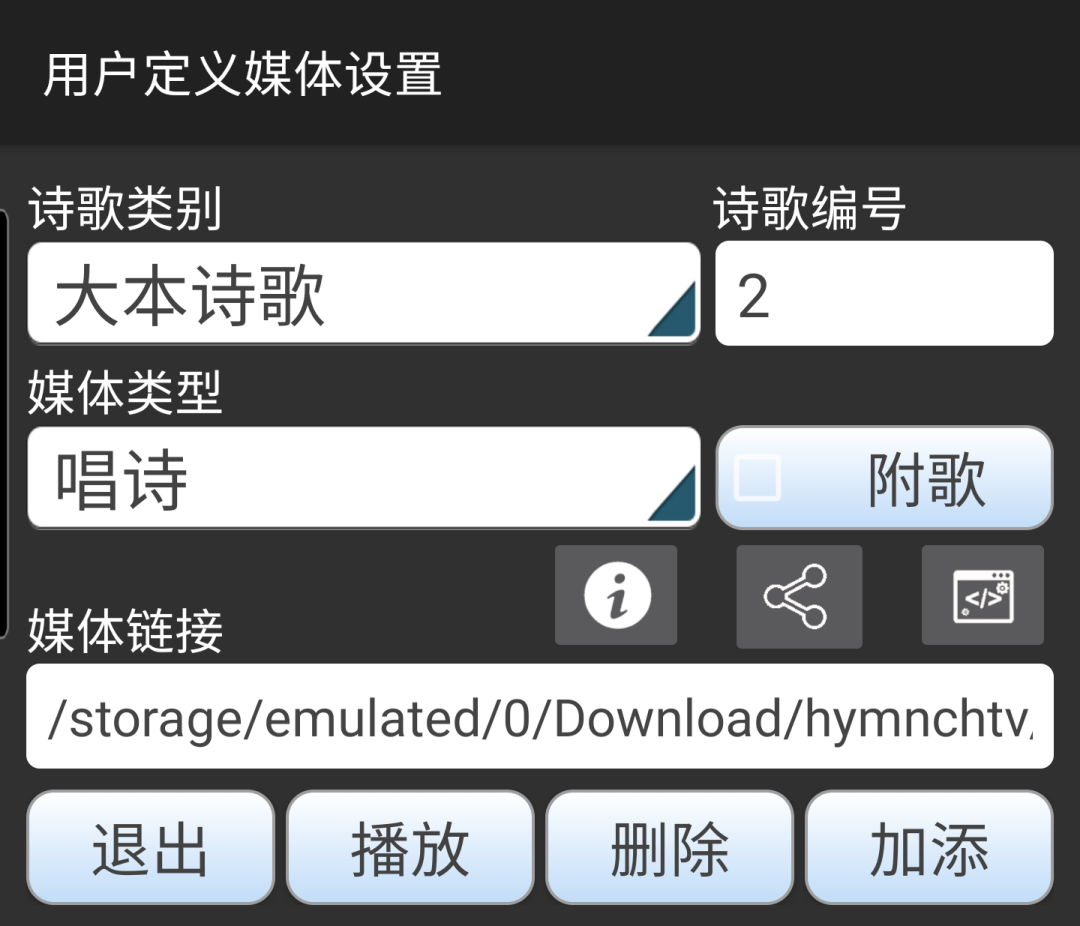 用户定义媒体设置
诗歌类别 诗歌编号
大本诗歌 2
媒体类型
唱诗 附歌
媒体链接
/storage/emulated/0/Download/hymnchtv/
退出 播放 删除 加添